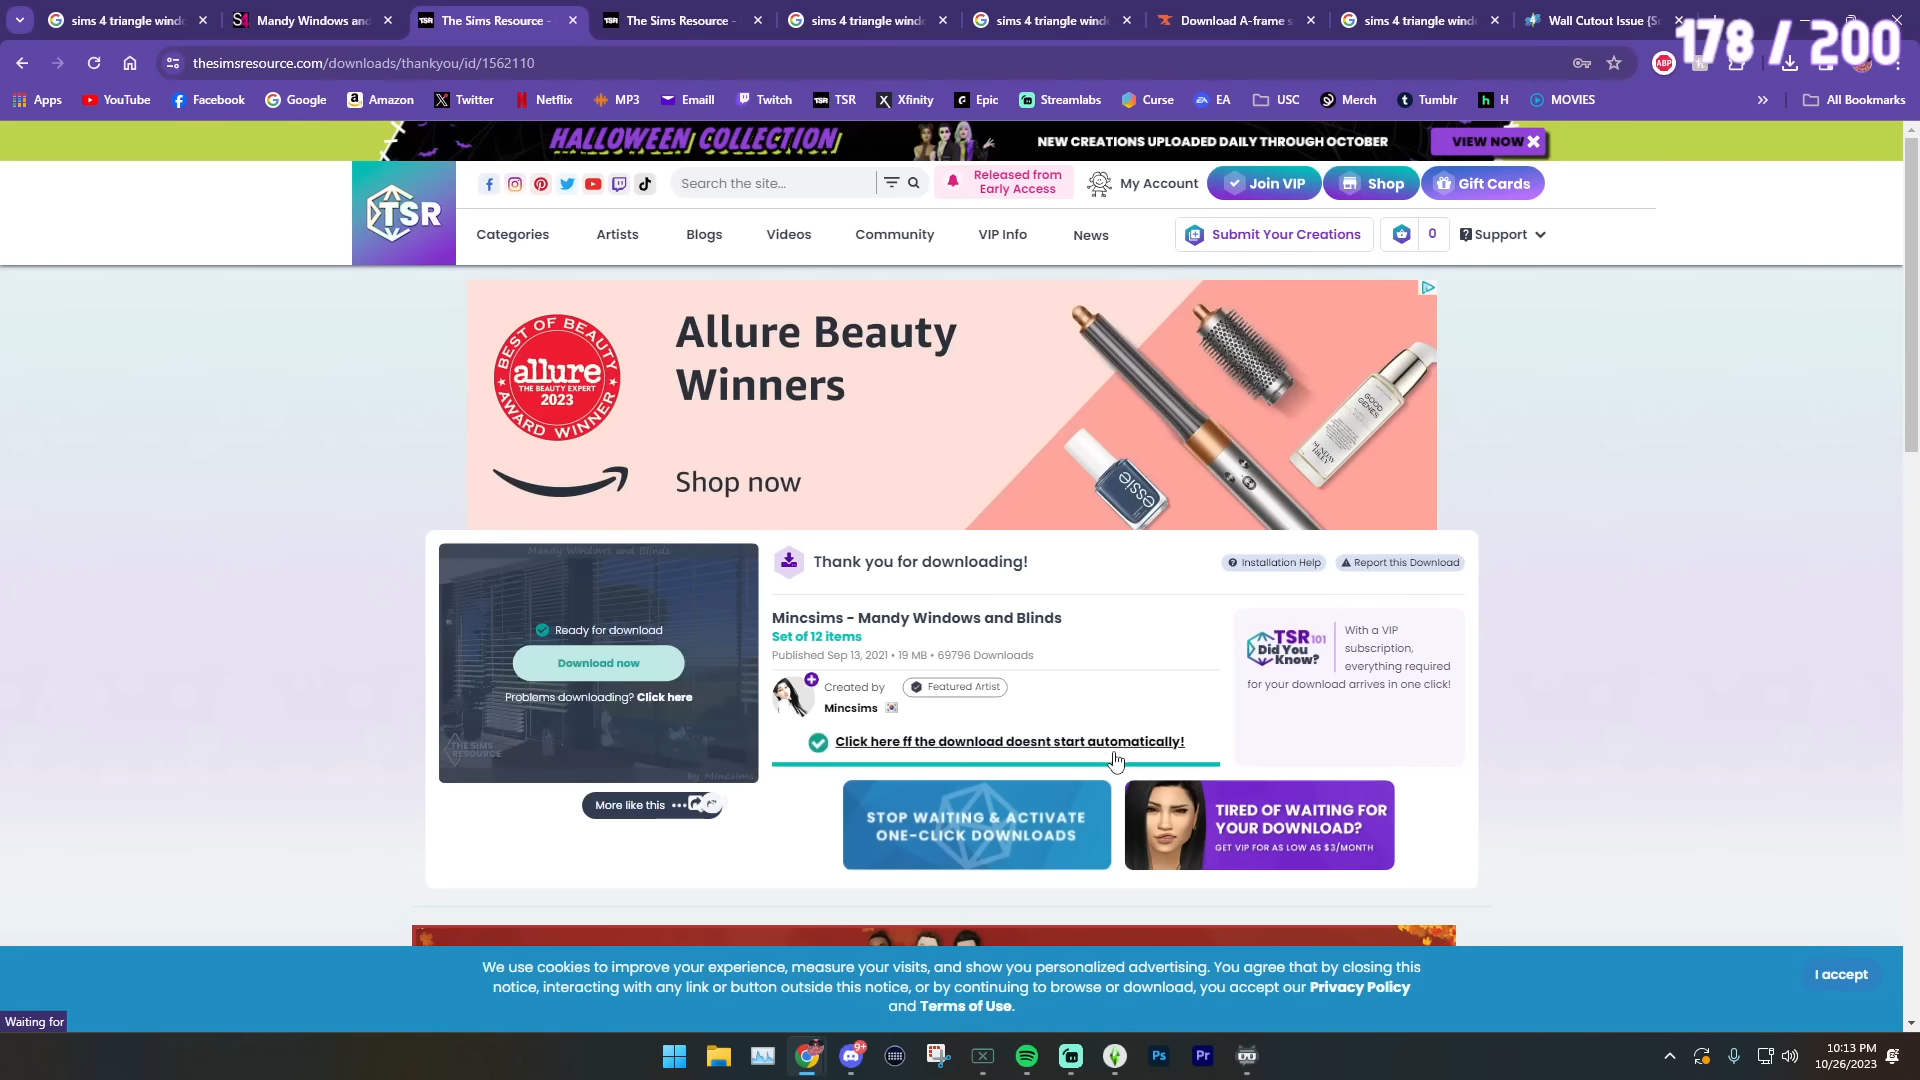 sims 4 triangle wind
Mandy Windows and
The Sims Resource -
The Sims Resource -
sims 4 triangle wind
sims 4 triangle wind
Download A-frame s
sims 4 triangle wind
Wall Cutout Issue {S
178 / 200
thesimsresource.com/downloads/thankyou/id/1562110
Apps
YouTube
Facebook
Google
Amazon
Twitter
Netflix
MP3
Emaill
Twitch
TSR
Xfinity
Epic
Streamlabs
Curse
EA
USC
Merch
Tumblr
H
MOVIES
All Bookmarks
HALLOWEEN COLLECTION
NEW CREATIONS UPLOADED DAILY THROUGH OCTOBER
VIEW NOW
TSR
Search the site...
Released from
Early Access
My Account
Join VIP
Shop
Gift Cards
Categories
Artists
Blogs
Videos
Community
VIP Info
News
Submit Your Creations
0
Support
BEST OF BEAUTY
allure
THE BEAUTY EXPERT
2023
AWARD WINNER
Allure Beauty
Winners
Shop now
essie
GOOD
GENES
SUNDAY
RILEY
Mandy Windows and Blinds
Ready for download
Download now
Problems downloading? Click here
THE SIMS
RESOURCE
by Mincsims
More like this
Thank you for downloading!
Installation Help
Report this Download
Mincsims - Mandy Windows and Blinds
Set of 12 items
Published Sep 13, 2021 • 19 MB • 69796 Downloads
Created by
Featured Artist
Mincsims
Click here ff the download doesnt start automatically!
TSR 101
Did You
Know?
With a VIP
subscription,
everything required
for your download arrives in one click!
STOP WAITING & ACTIVATE
ONE-CLICK DOWNLOADS
TIRED OF WAITING FOR
YOUR DOWNLOAD?
GET VIP FOR AS LOW AS $3/MONTH
We use cookies to improve your experience, measure your visits, and show you personalized advertising. You agree that by closing this
notice, interacting with any link or button outside this notice, or by continuing to browse or download, you accept our Privacy Policy
and Terms of Use.
I accept
Waiting for
9+
Ps
Pr
10:13 PM
10/26/2023